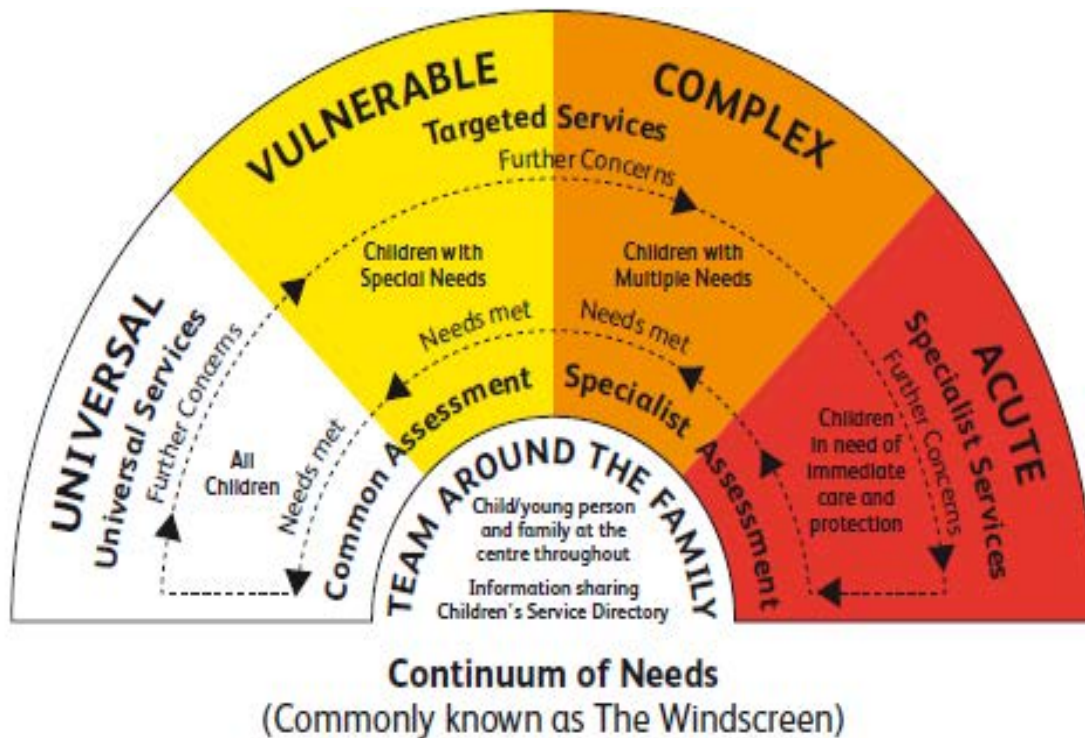 UNIVERSAL
Universal Services
Further Concerns
All
Children
Needs met
VULNERABLE
COMPLEX
Targeted Services
Further Concerns
Children with
Special Needs
Needs met
Children with
Multiple Needs
Needs met
ACUTE
Specialist Services
Further Concerns
Children
in need of
immediate
care and
protection
Common Assessment
Specialist Assessment
TEAM AROUND THE FAMILY
Child/young person
and family at the
centre throughout
Information sharing
Children's Service Directory
Continuum of Needs
(Commonly known as The Windscreen)